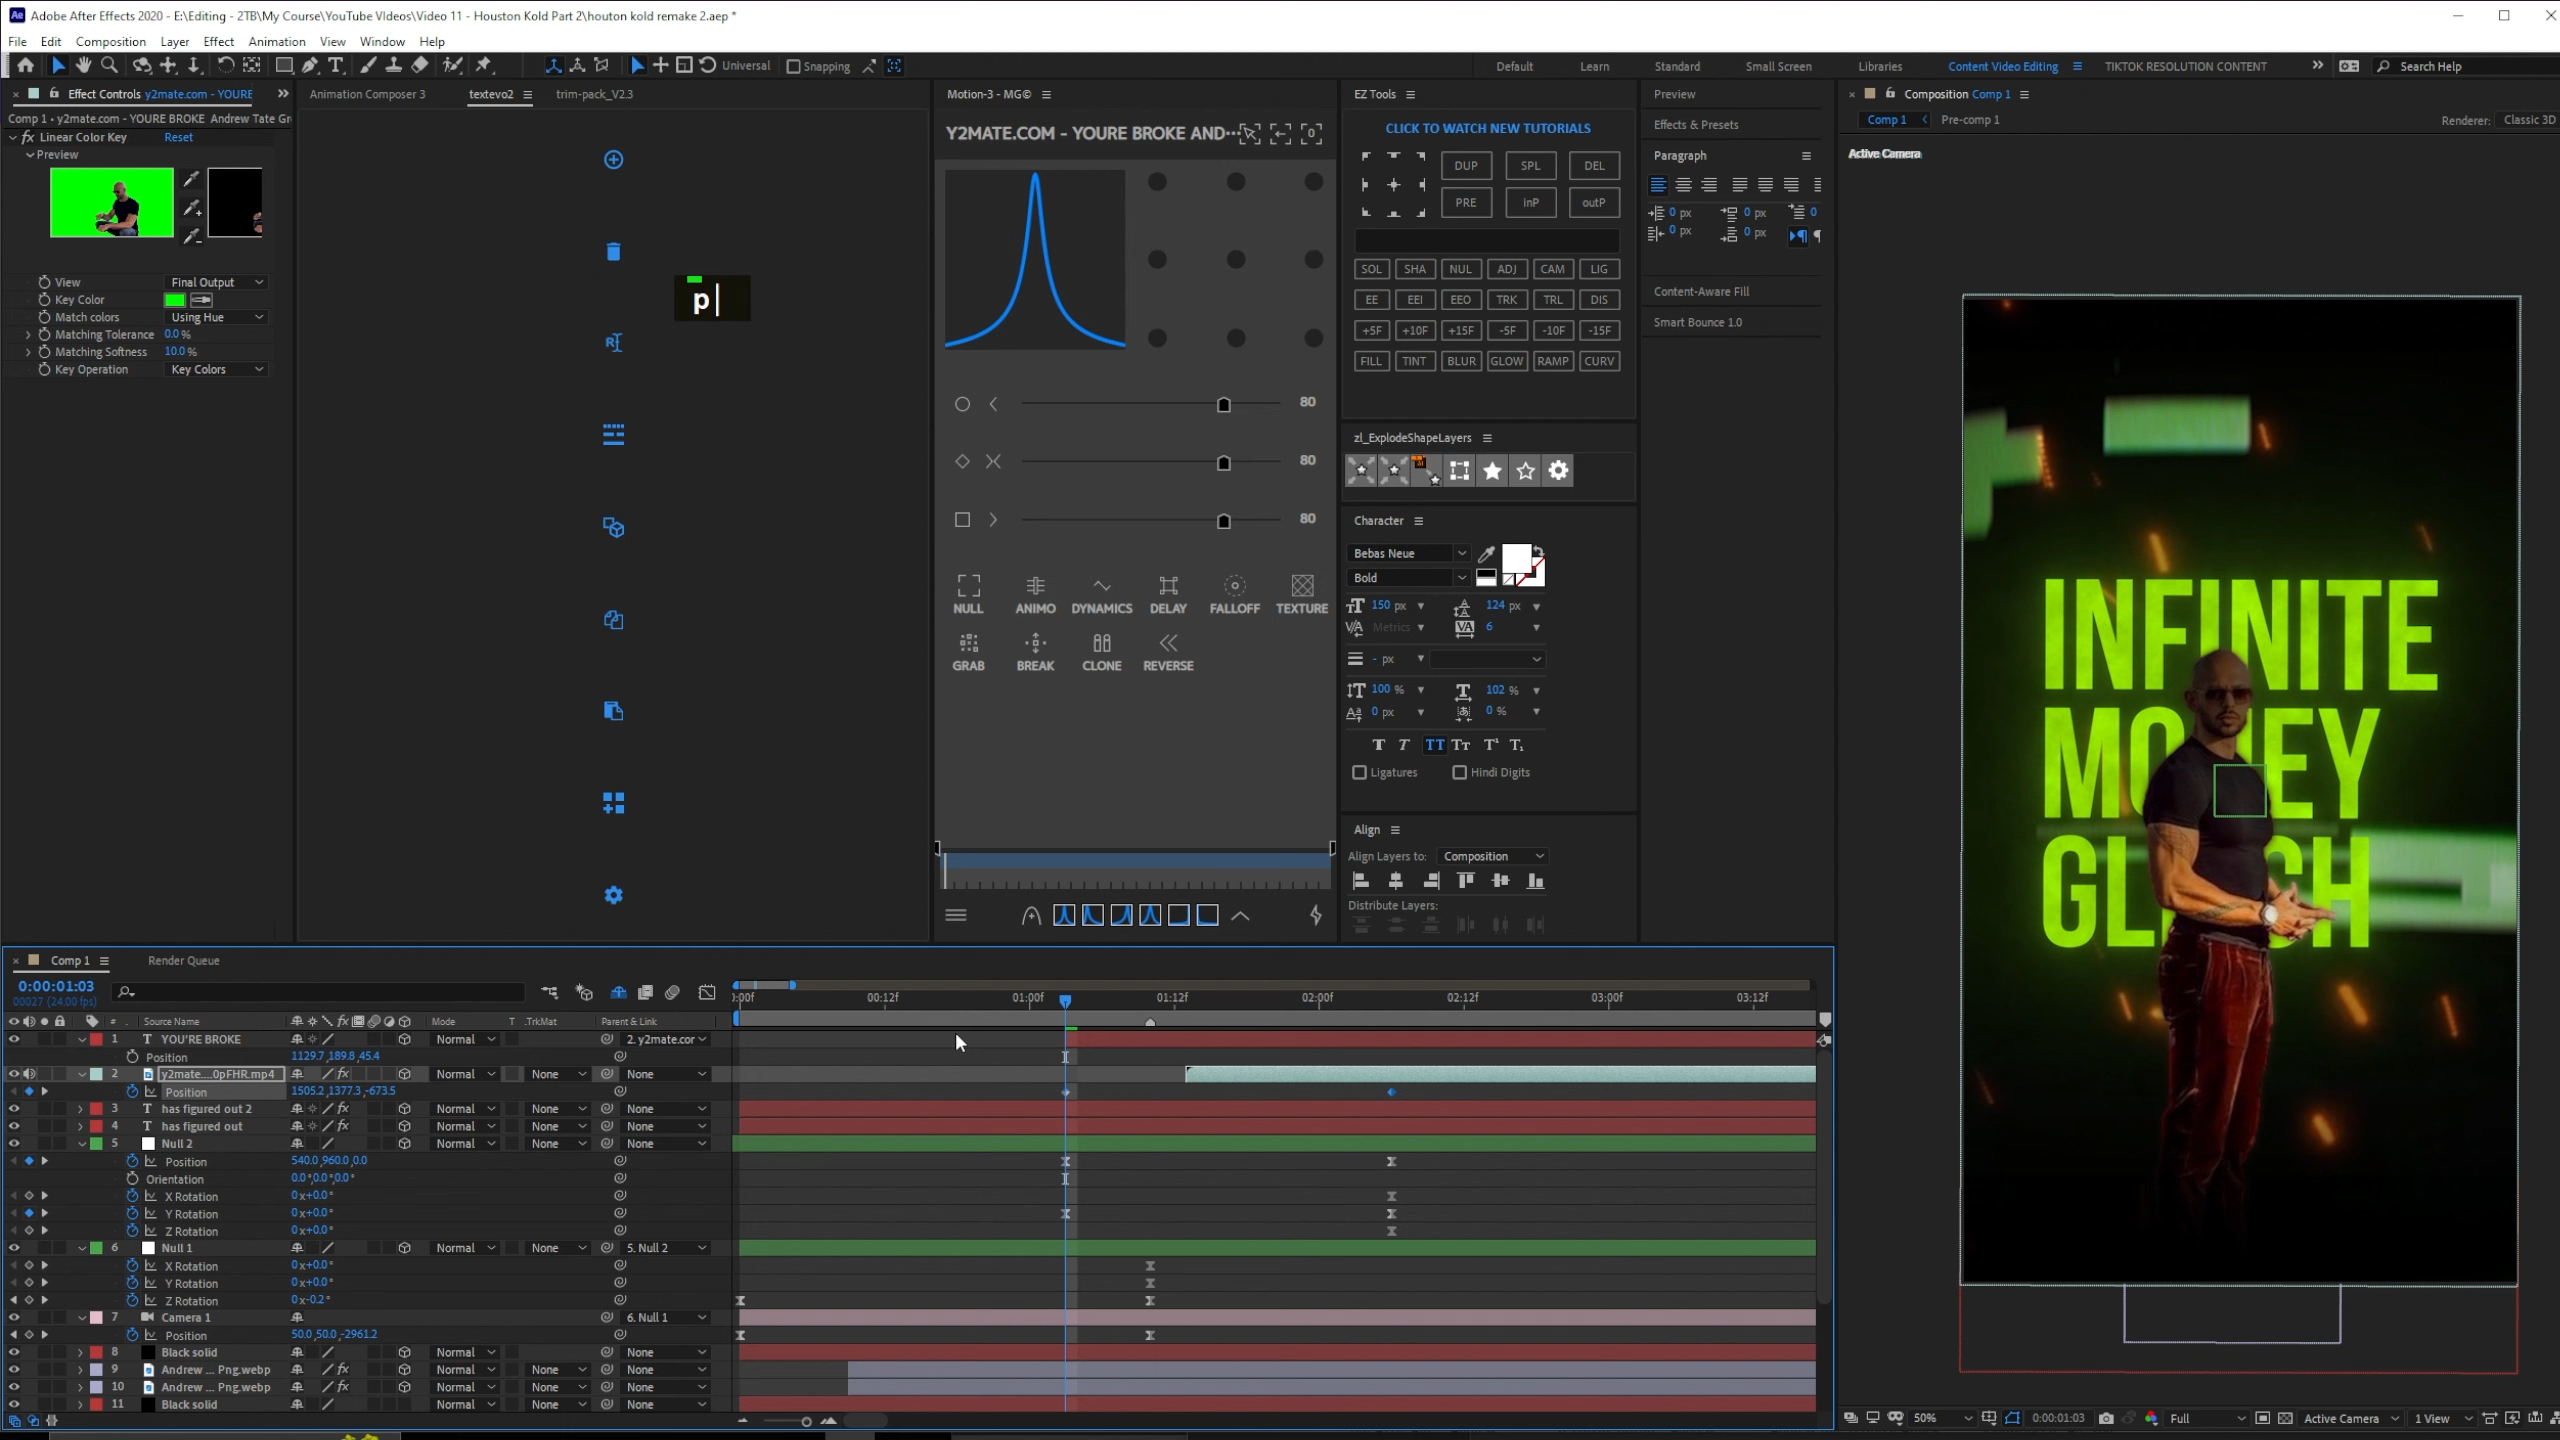 Adobe After Effects 2020 - E:\Editing - 2TB\My Course\YouTube VIdeos\Video 11 - Houston Kold Part 2\houton kold remake 2.aep *
File Edit Composition Layer Effect Animation View Window Help
Universal Snapping Default Learn Standard Small Screen Libraries Content Video Editing TIKTOK RESOLUTION CONTENT Search Help
Effect Controls y2mate.com - YOURE
Comp 1 • y2mate.com - YOURE BROKE Andrew Tate Gr
fx Linear Color Key Reset
Preview
View Final Output
Key Color
Match colors Using Hue
Matching Tolerance 0.0 %
Matching Softness 10.0 %
Key Operation Key Colors
Animation Composer 3 textevo2 trim-pack_V2.3
p
Motion-3 - MG©
Y2MATE.COM - YOURE BROKE AND···
80
80
80
NULL ANIMO DYNAMICS DELAY FALLOFF TEXTURE
GRAB BREAK CLONE REVERSE
EZ Tools
CLICK TO WATCH NEW TUTORIALS
DUP SPL DEL
PRE inP outP
SOL SHA NUL ADJ CAM LIG
EE EEI EEO TRK TRL DIS
+5F +10F +15F -5F -10F -15F
FILL TINT BLUR GLOW RAMP CURV
zl_ExplodeShapeLayers
Character
Bebas Neue
Bold
150 px 124 px
Metrics 6
- px
100 % 102 %
0 px 0 %
Ligatures Hindi Digits
Align
Align Layers to: Composition
Distribute Layers:
Preview
Effects & Presets
Paragraph
0 px 0 px 0
0 px 0 px
Content-Aware Fill
Smart Bounce 1.0
Composition Comp 1
Comp 1 Pre-comp 1 Renderer: Classic 3D
Active Camera
INFINITE
MONEY
GL CH
50% 0:00:01:03 Full Active Camera 1 View
Comp 1 Render Queue
0:00:01:03
00027 (24.00 fps)
:00f 00:12f 01:00f 01:12f 02:00f 02:12f 03:00f 03:12f
# Source Name Mode T .TrkMat Parent & Link
1 T YOU'RE BROKE Normal 2. y2mate.cor
Position 1129.7,189.8,45.4
2 y2mate....0pFHR.mp4 Normal None None
Position 1505.2,1377.3,-673.5
3 T has figured out 2 Normal None None
4 T has figured out Normal None None
5 Null 2 Normal None None
Position 540.0,960.0,0.0
Orientation 0.0°,0.0°,0.0°
X Rotation 0x+0.0°
Y Rotation 0x+0.0°
Z Rotation 0x+0.0°
6 Null 1 Normal None 5. Null 2
X Rotation 0x+0.0°
Y Rotation 0x+0.0°
Z Rotation 0x-0.2°
7 Camera 1 6. Null 1
Position 50.0,50.0,-2961.2
8 Black solid Normal None
9 Andrew ... Png.webp Normal None None
10 Andrew ... Png.webp Normal None None
11 Black solid Normal None None